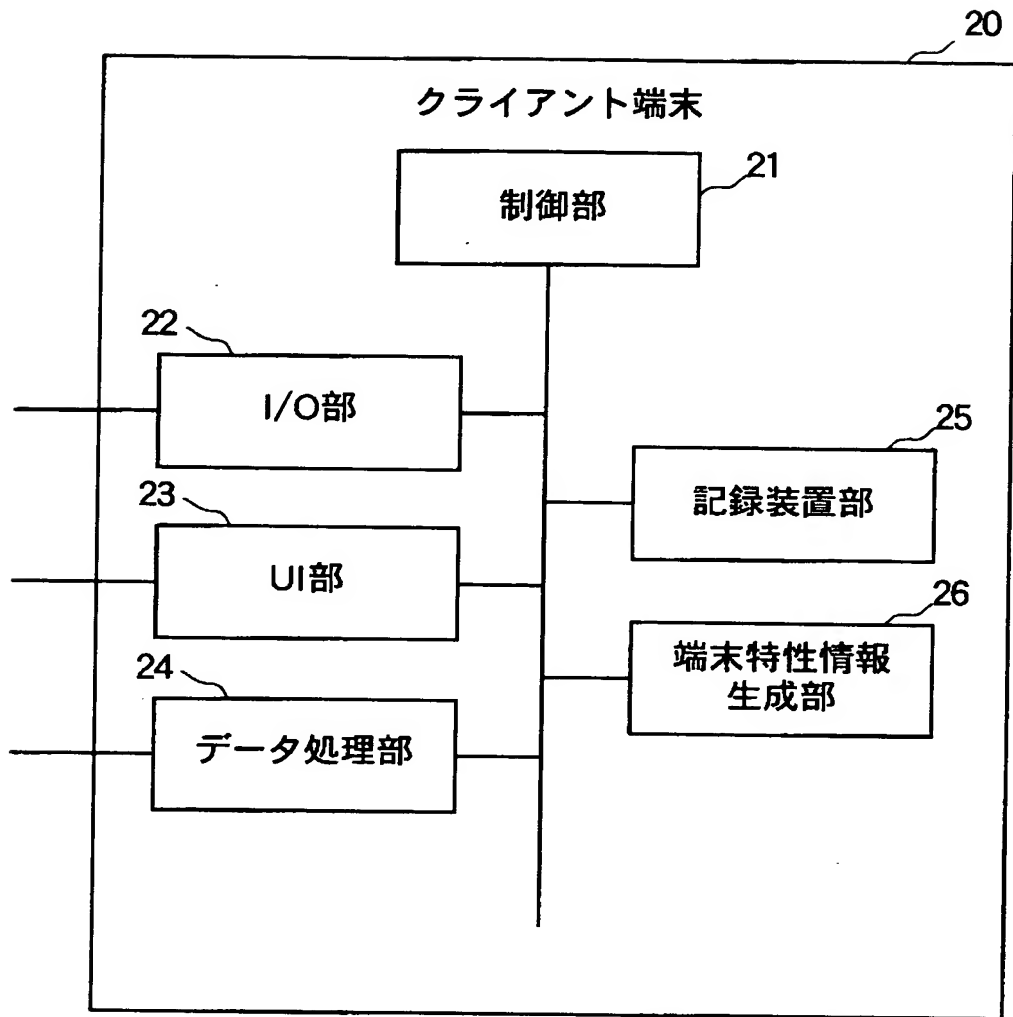 20
クライアント端末
21
制御部
22
I/O部
25
記録装置部
23
UI部
26
端末特性情報
生成部
24
データ処理部